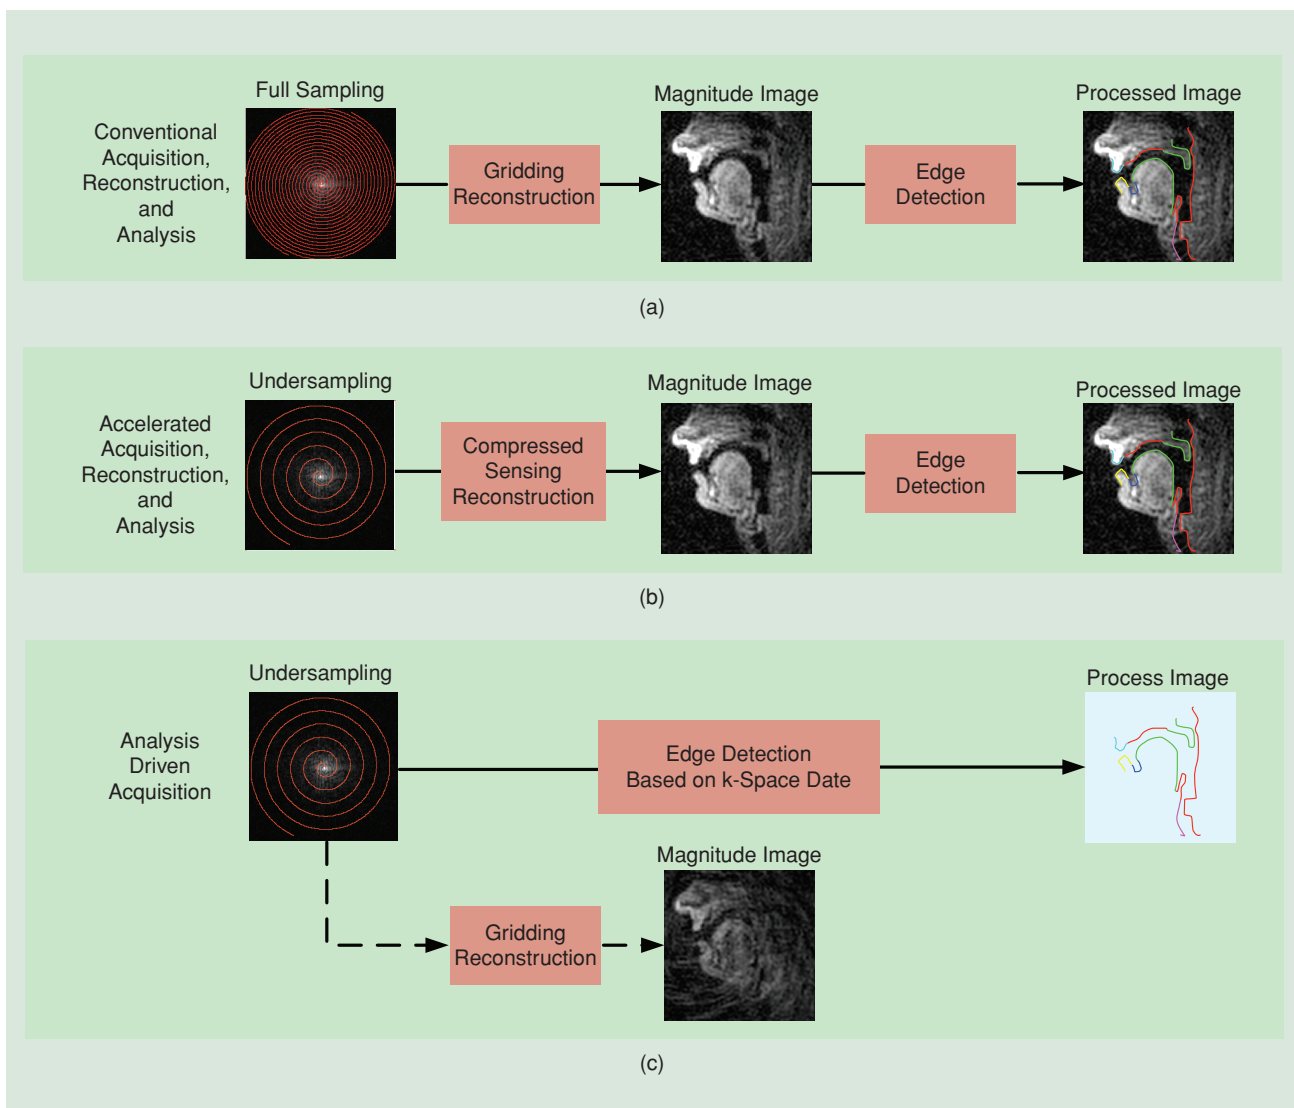 Full Sampling
Magnitude Image
Processed Image
Conventional
Acquisition,
Reconstruction,
and
Analysis
Gridding
Reconstruction
Edge
Detection
(a)
Undersampling
Magnitude Image
Processed Image
Accelerated
Acquisition,
Reconstruction,
and
Analysis
Compressed
Sensing
Reconstruction
Edge
Detection
(b)
Undersampling
Process Image
Analysis
Driven
Acquisition
Edge Detection
Based on k-Space Date
Magnitude Image
Gridding
Reconstruction
(c)